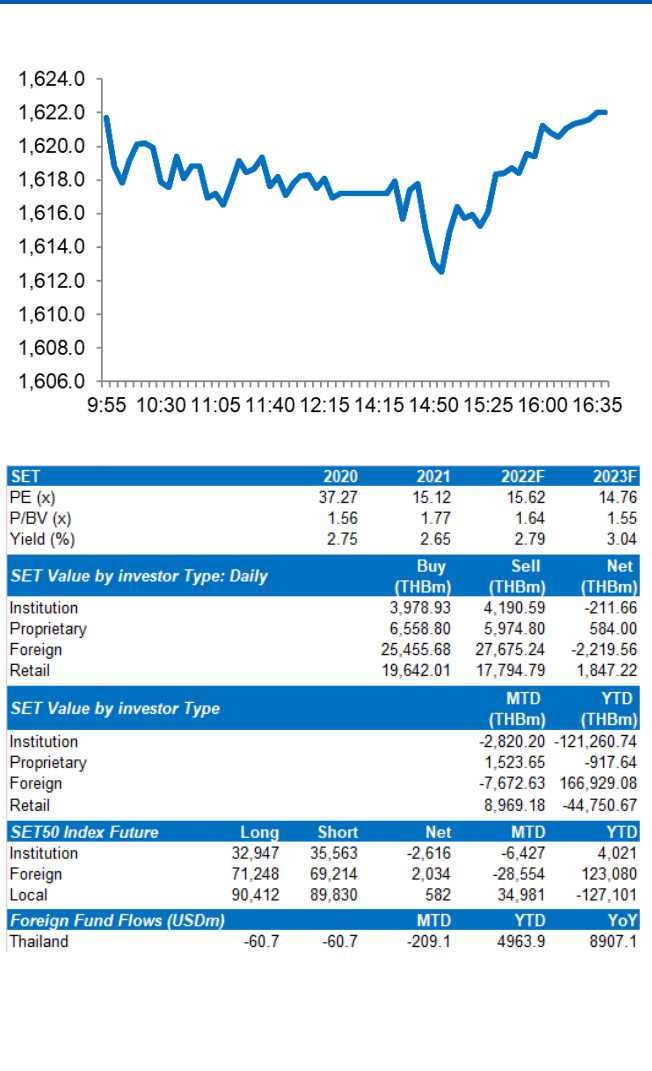 1,624.0
1,622.0
1,620.0
1,618.0
1,616.0
1,614.0
1,612.0
1,610.0
1,608.0
1,606.0
9:55 10:30 11:05 11:40 12:15 14:15 14:50 15:25 16:00 16:35
SET 2020 2021 2022F 2023F
PE (x) 37.27 15.12 15.62 14.76
P/BV (x) 1.56 1.77 1.64 1.55
Yield (%) 2.75 2.65 2.79 3.04
SET Value by investor Type: Daily Buy (THBm) Sell (THBm) Net (THBm)
Institution 3,978.93 4,190.59 -211.66
Proprietary 6,558.80 5,974.80 584.00
Foreign 25,455.68 27,675.24 -2,219.56
Retail 19,642.01 17,794.79 1,847.22
SET Value by investor Type MTD (THBm) YTD (THBm)
Institution -2,820.20 -121,260.74
Proprietary 1,523.65 -917.64
Foreign -7,672.63 166,929.08
Retail 8,969.18 -44,750.67
SET50 Index Future Long Short Net MTD YTD
Institution 32,947 35,563 -2,616 -6,427 4,021
Foreign 71,248 69,214 2,034 -28,554 123,080
Local 90,412 89,830 582 34,981 -127,101
Foreign Fund Flows (USDm) MTD YTD YoY
Thailand -60.7 -60.7 -209.1 4963.9 8907.1